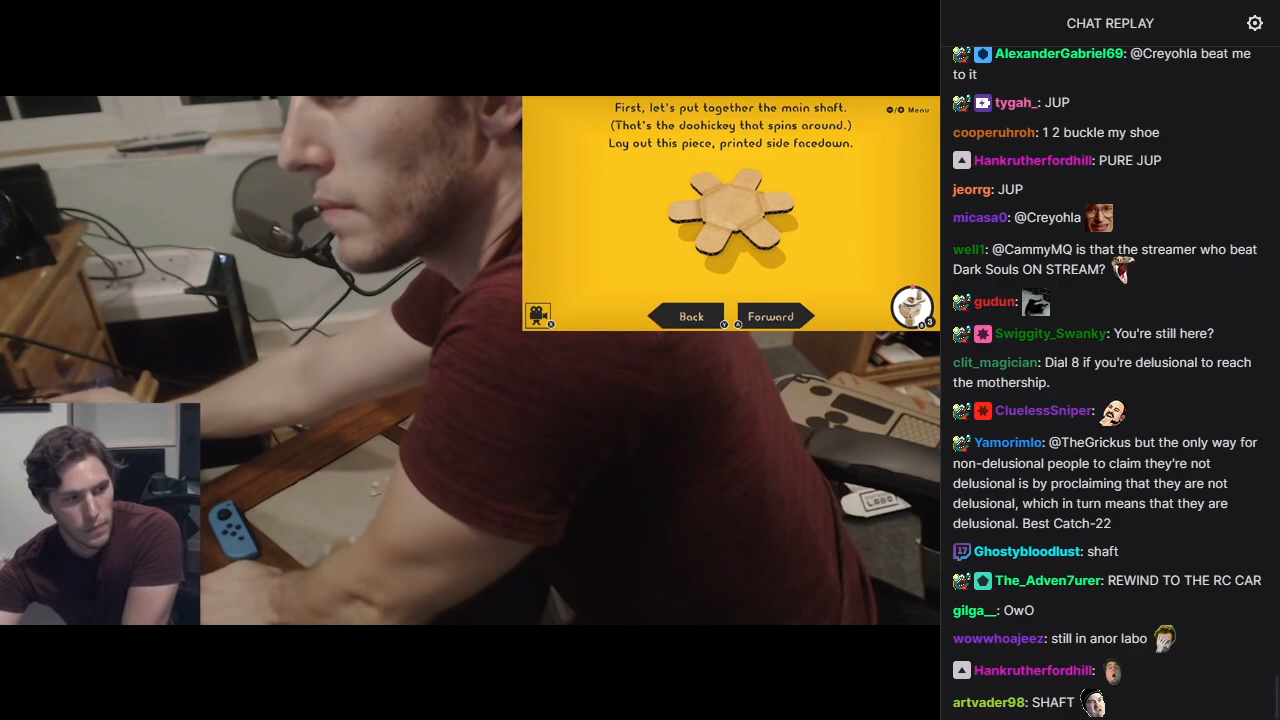 First, let's put together the main shaft.
(That's the doohickey that spins around.)
Lay out this piece, printed side facedown.
Menu
Back
Forward
X
Y
A
3
LABO
CHAT REPLAY
AlexanderGabriel69: @Creyohla beat me
to it
tygah_: JUP
cooperuhroh: 1 2 buckle my shoe
Hankrutherfordhill: PURE JUP
jeorrg: JUP
micasa0: @Creyohla
well1: @CammyMQ is that the streamer who beat
Dark Souls ON STREAM?
gudun:
Swiggity_Swanky: You're still here?
clit_magician: Dial 8 if you're delusional to reach
the mothership.
CluelessSniper:
Yamorimlo: @TheGrickus but the only way for
non-delusional people to claim they're not
delusional is by proclaiming that they are not
delusional, which in turn means that they are
delusional. Best Catch-22
17 Ghostybloodlust: shaft
The_Adven7urer: REWIND TO THE RC CAR
gilga__: OwO
wowwhoajeez: still in anor labo
Hankrutherfordhill:
artvader98: SHAFT